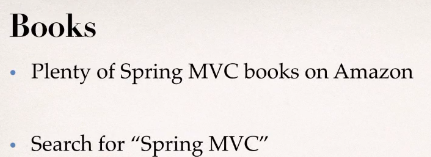 Books
• Plenty of Spring MVC books on Amazon
• Search for “Spring MVC”